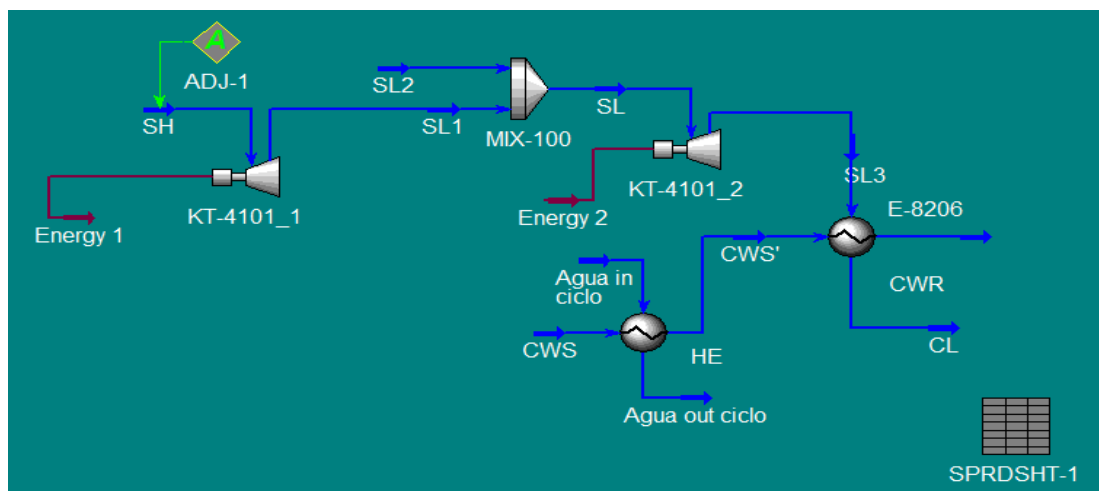 A
ADJ-1
SH
KT-4101_1
Energy 1
SL2
SL1
MIX-100
SL
KT-4101_2
Energy 2
SL3
E-8206
CWS'
CWR
CL
Agua in
ciclo
CWS
HE
Agua out ciclo
SPRDSHT-1